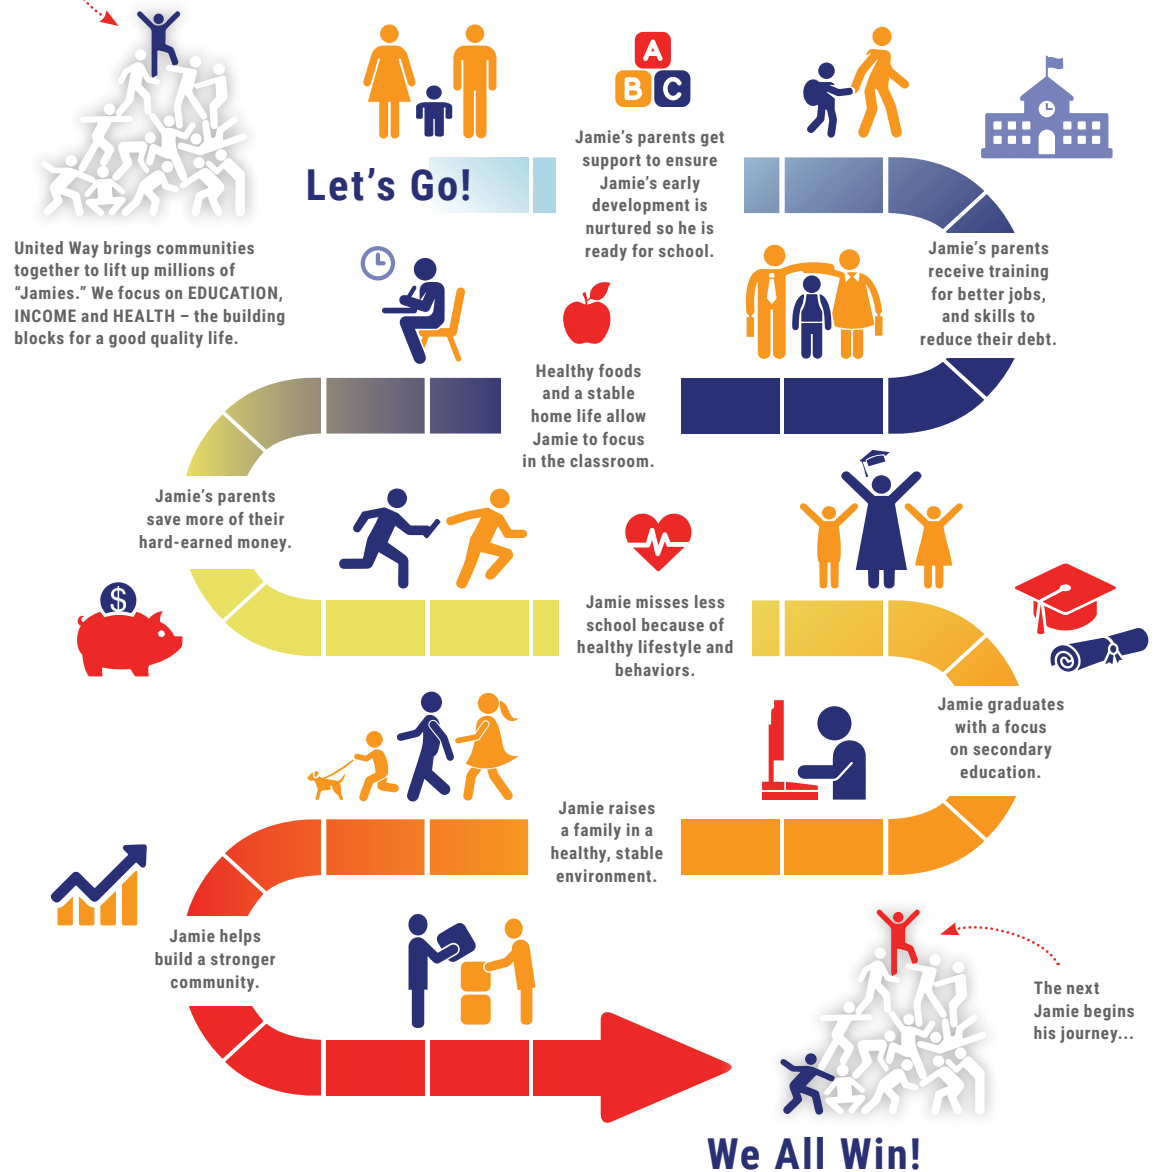 United Way brings communities
together to lift up millions of
“Jamies.” We focus on EDUCATION,
INCOME and HEALTH – the building
blocks for a good quality life.
Let’s Go!
A
B C
Jamie’s parents get
support to ensure
Jamie’s early
development is
nurtured so he is
ready for school.
Jamie’s parents
receive training
for better jobs,
and skills to
reduce their debt.
Healthy foods
and a stable
home life allow
Jamie to focus
in the classroom.
Jamie’s parents
save more of their
hard-earned money.
$
Jamie misses less
school because of
healthy lifestyle and
behaviors.
Jamie graduates
with a focus
on secondary
education.
Jamie raises
a family in a
healthy, stable
environment.
Jamie helps
build a stronger
community.
The next
Jamie begins
his journey...
We All Win!